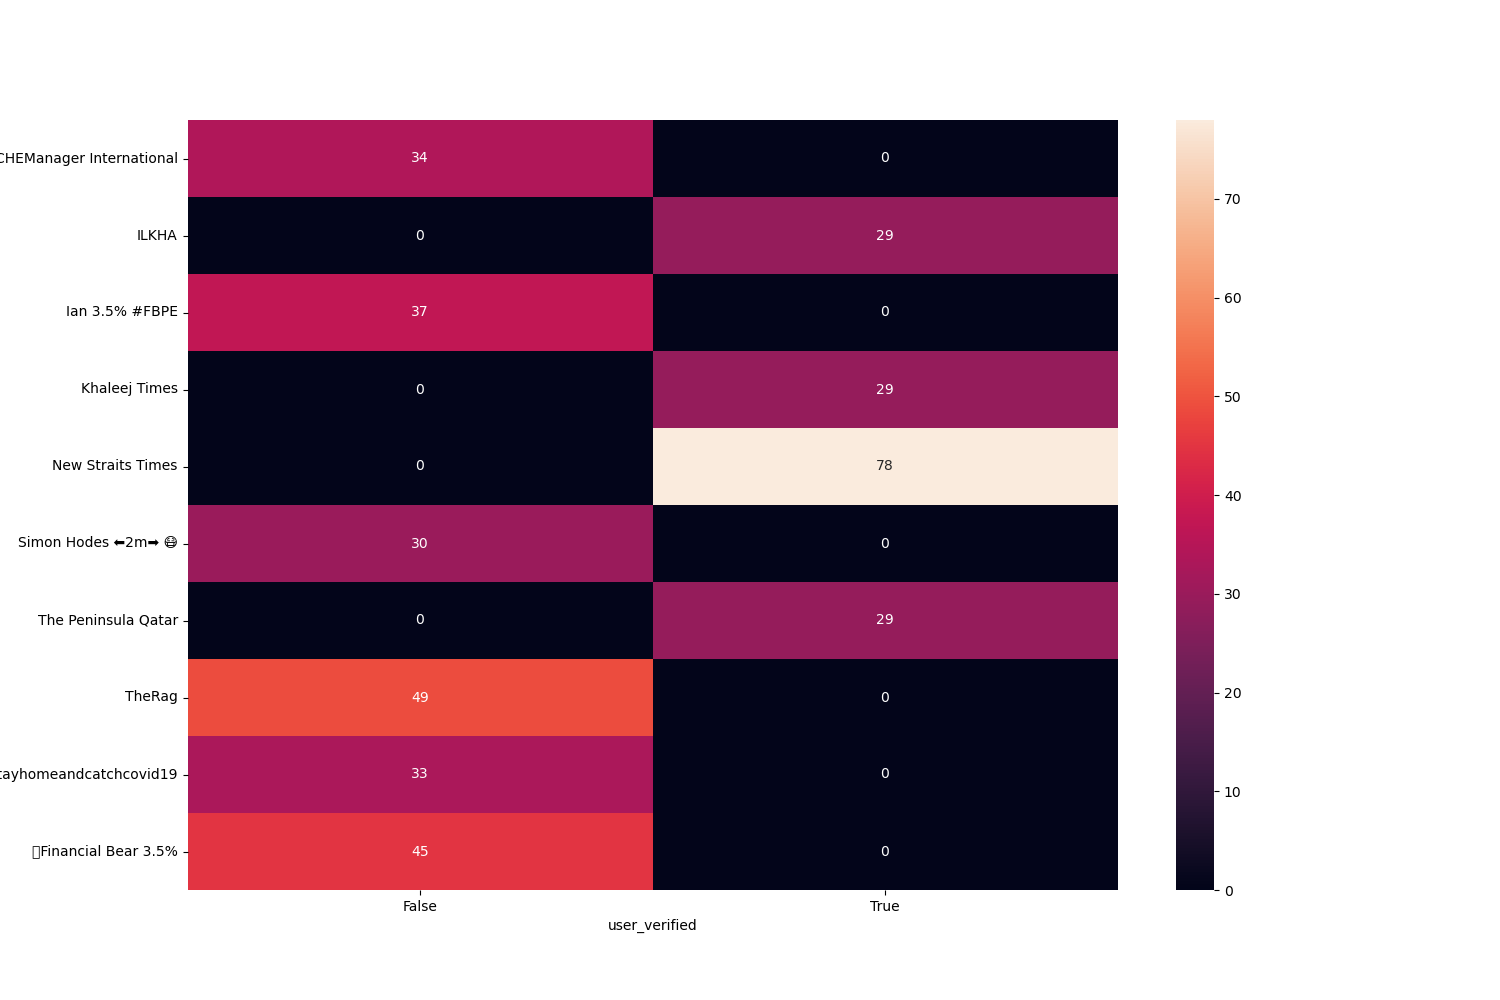 CHEManager International 34 0
ILKHA 0 29
Ian 3.5% #FBPE 37 0
Khaleej Times 0 29
New Straits Times 0 78
Simon Hodes ⬅2m➡ 😷 30 0
The Peninsula Qatar 0 29
TheRag 49 0
tayhomeandcatchcovid19 33 0
Financial Bear 3.5% 45 0
False True
user_verified
70
60
50
40
30
20
10
0